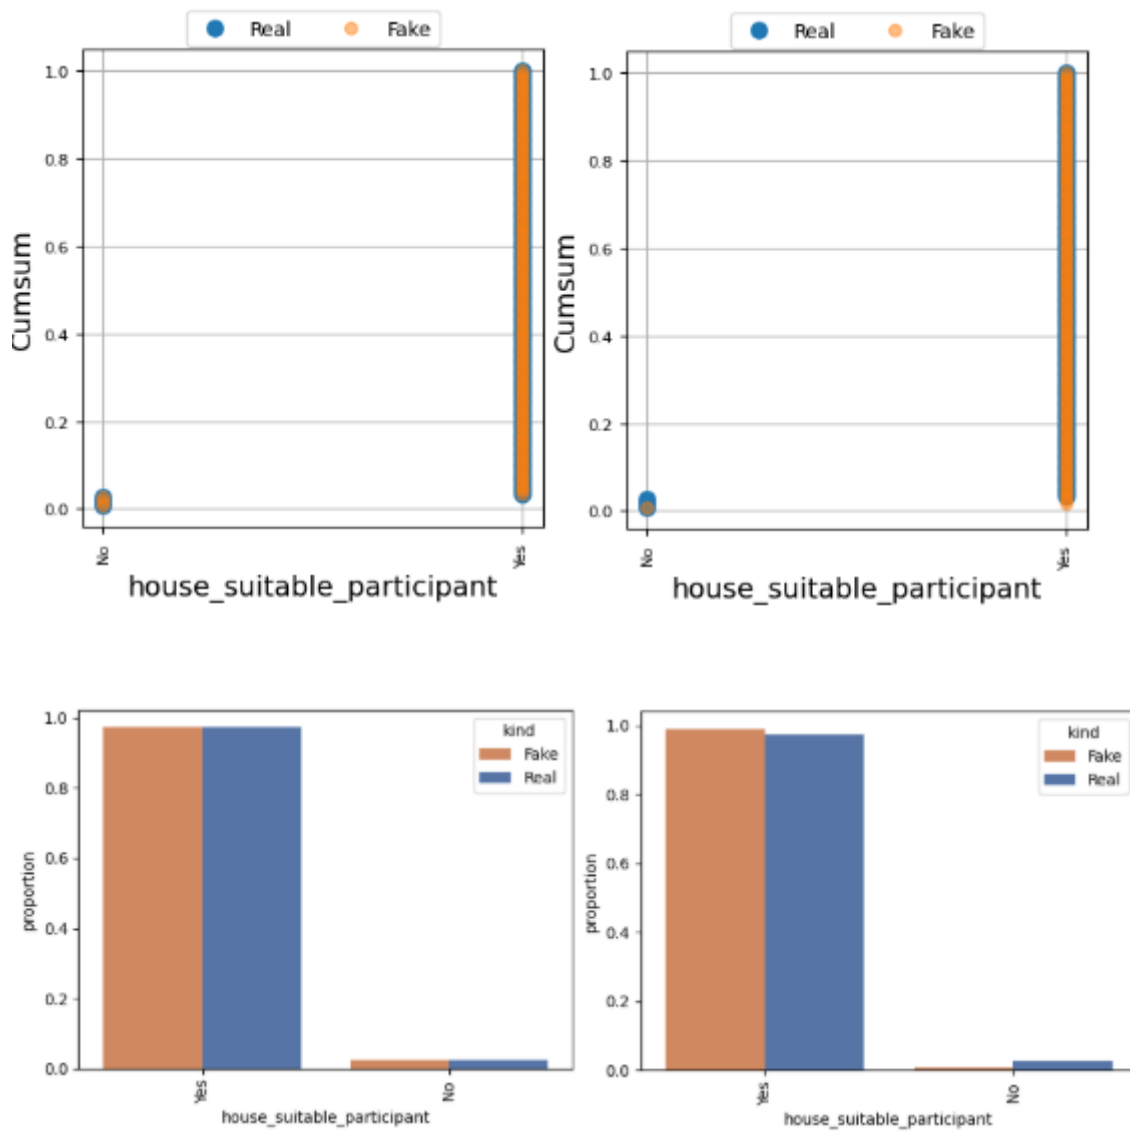 Real Fake
Cumsum
1.0
0.8
0.6
0.4
0.2
0.0
No Yes
house_suitable_participant
Real Fake
Cumsum
1.0
0.8
0.6
0.4
0.2
0.0
No Yes
house_suitable_participant
kind
Fake
Real
proportion
1.0
0.8
0.6
0.4
0.2
0.0
Yes No
house_suitable_participant
kind
Fake
Real
proportion
1.0
0.8
0.6
0.4
0.2
0.0
Yes No
house_suitable_participant